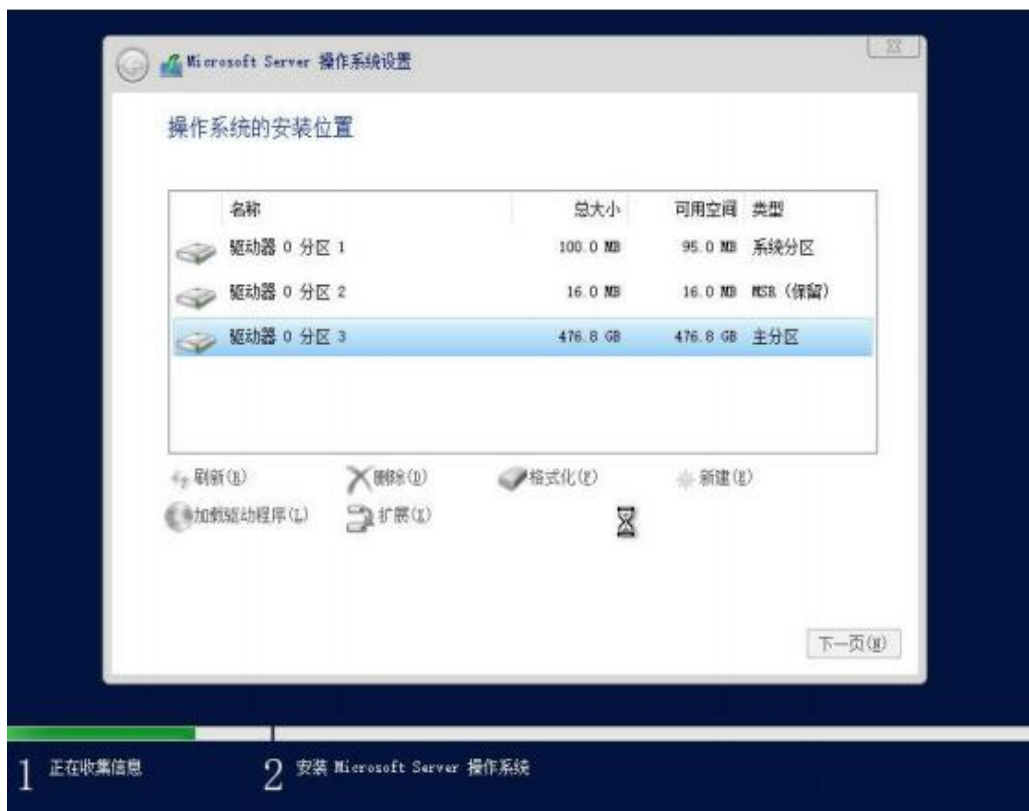 Microsoft Server 操作系统设置
操作系统的安装位置
名称 总大小 可用空间 类型
驱动器 0 分区 1 100.0 MB 95.0 MB 系统分区
驱动器 0 分区 2 16.0 MB 16.0 MB MSR (保留)
驱动器 0 分区 3 476.8 GB 476.8 GB 主分区
刷新(R) 删除(D) 格式化(F) 新建(E)
加载驱动程序(L) 扩展(X)
下一页(N)
1 正在收集信息 2 安装 Microsoft Server 操作系统